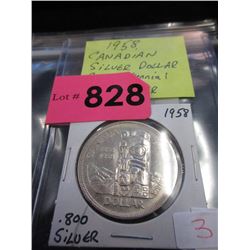 1958
CANADIAN
SILVER DOLLAR
Lot # 828
1958
DOLLAR
.800
SILVER
3